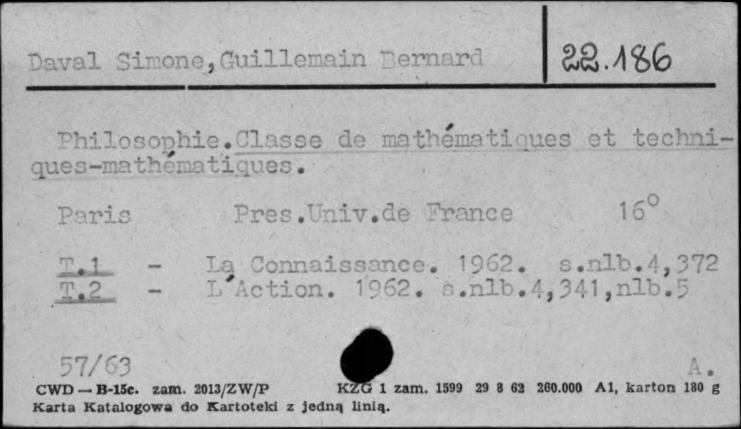 Daval Simone,Guillemain Bernard 22.186
Philosophie.Classe de mathématiques et techni-
ques-mathématiques.
Paris Pres.Univ.de France 16°
T.1 - La Connaissance. 1962. s.nlb.4,372
T.2 - L'Action. 1962. s.nlb.4,341,nlb.5
57/63 A.
CWD — B-15c. zam. 2013/ZW/P KZG 1 zam. 1599 29 8 62 260.000 A1, karton 180 g
Karta Katalogowa do Kartoteki z jedną linią.